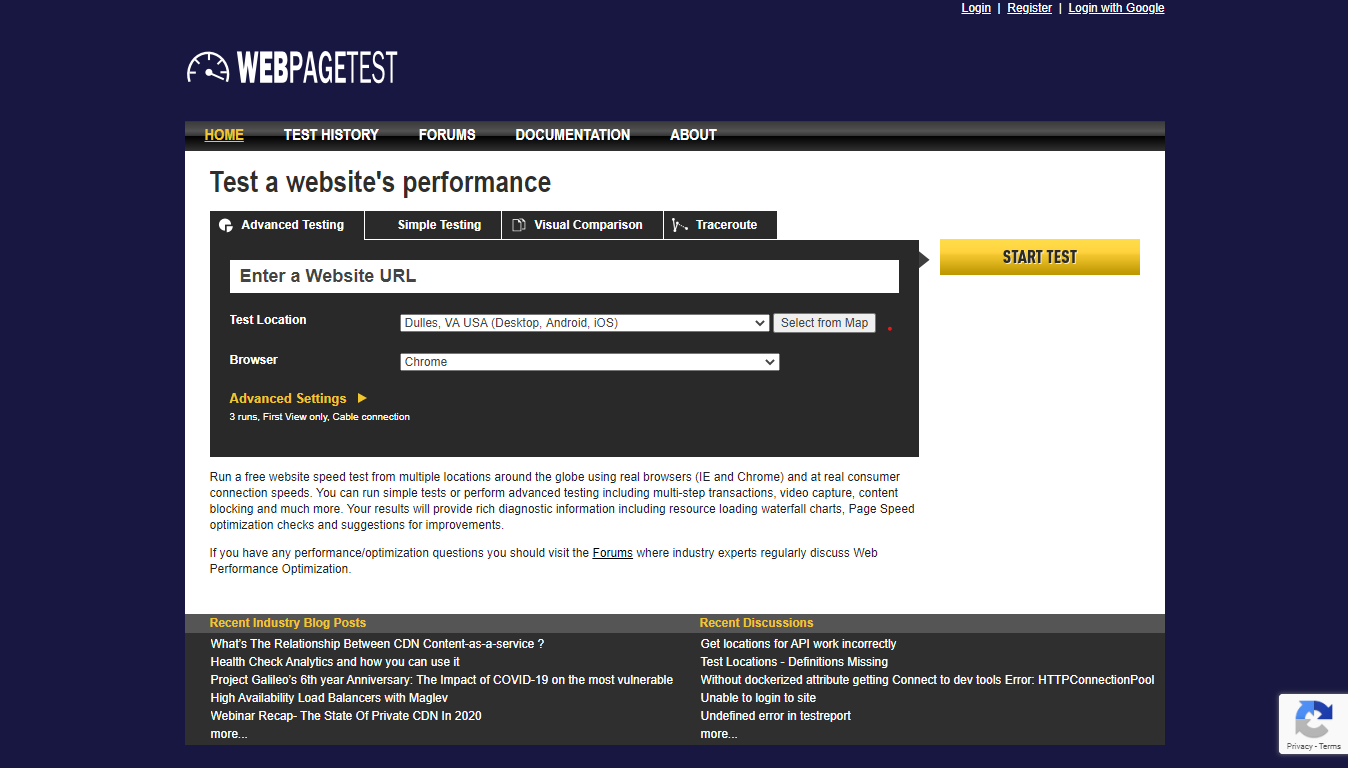 Login | Register | Login with Google
WEBPAGETEST
HOME TEST HISTORY FORUMS DOCUMENTATION ABOUT
Test a website's performance
Advanced Testing Simple Testing Visual Comparison Traceroute
START TEST
Enter a Website URL
Test Location Dulles, VA USA (Desktop, Android, iOS) Select from Map
Browser Chrome
Advanced Settings
3 runs, First View only, Cable connection
Run a free website speed test from multiple locations around the globe using real browsers (IE and Chrome) and at real consumer
connection speeds. You can run simple tests or perform advanced testing including multi-step transactions, video capture, content
blocking and much more. Your results will provide rich diagnostic information including resource loading waterfall charts, Page Speed
optimization checks and suggestions for improvements.
If you have any performance/optimization questions you should visit the Forums where industry experts regularly discuss Web
Performance Optimization.
Recent Industry Blog Posts
What's The Relationship Between CDN Content-as-a-service ?
Health Check Analytics and how you can use it
Project Galileo's 6th year Anniversary: The Impact of COVID-19 on the most vulnerable
High Availability Load Balancers with Maglev
Webinar Recap- The State Of Private CDN In 2020
more...
Recent Discussions
Get locations for API work incorrectly
Test Locations - Definitions Missing
Without dockerized attribute getting Connect to dev tools Error: HTTPConnectionPool
Unable to login to site
Undefined error in testreport
more...
Privacy - Terms